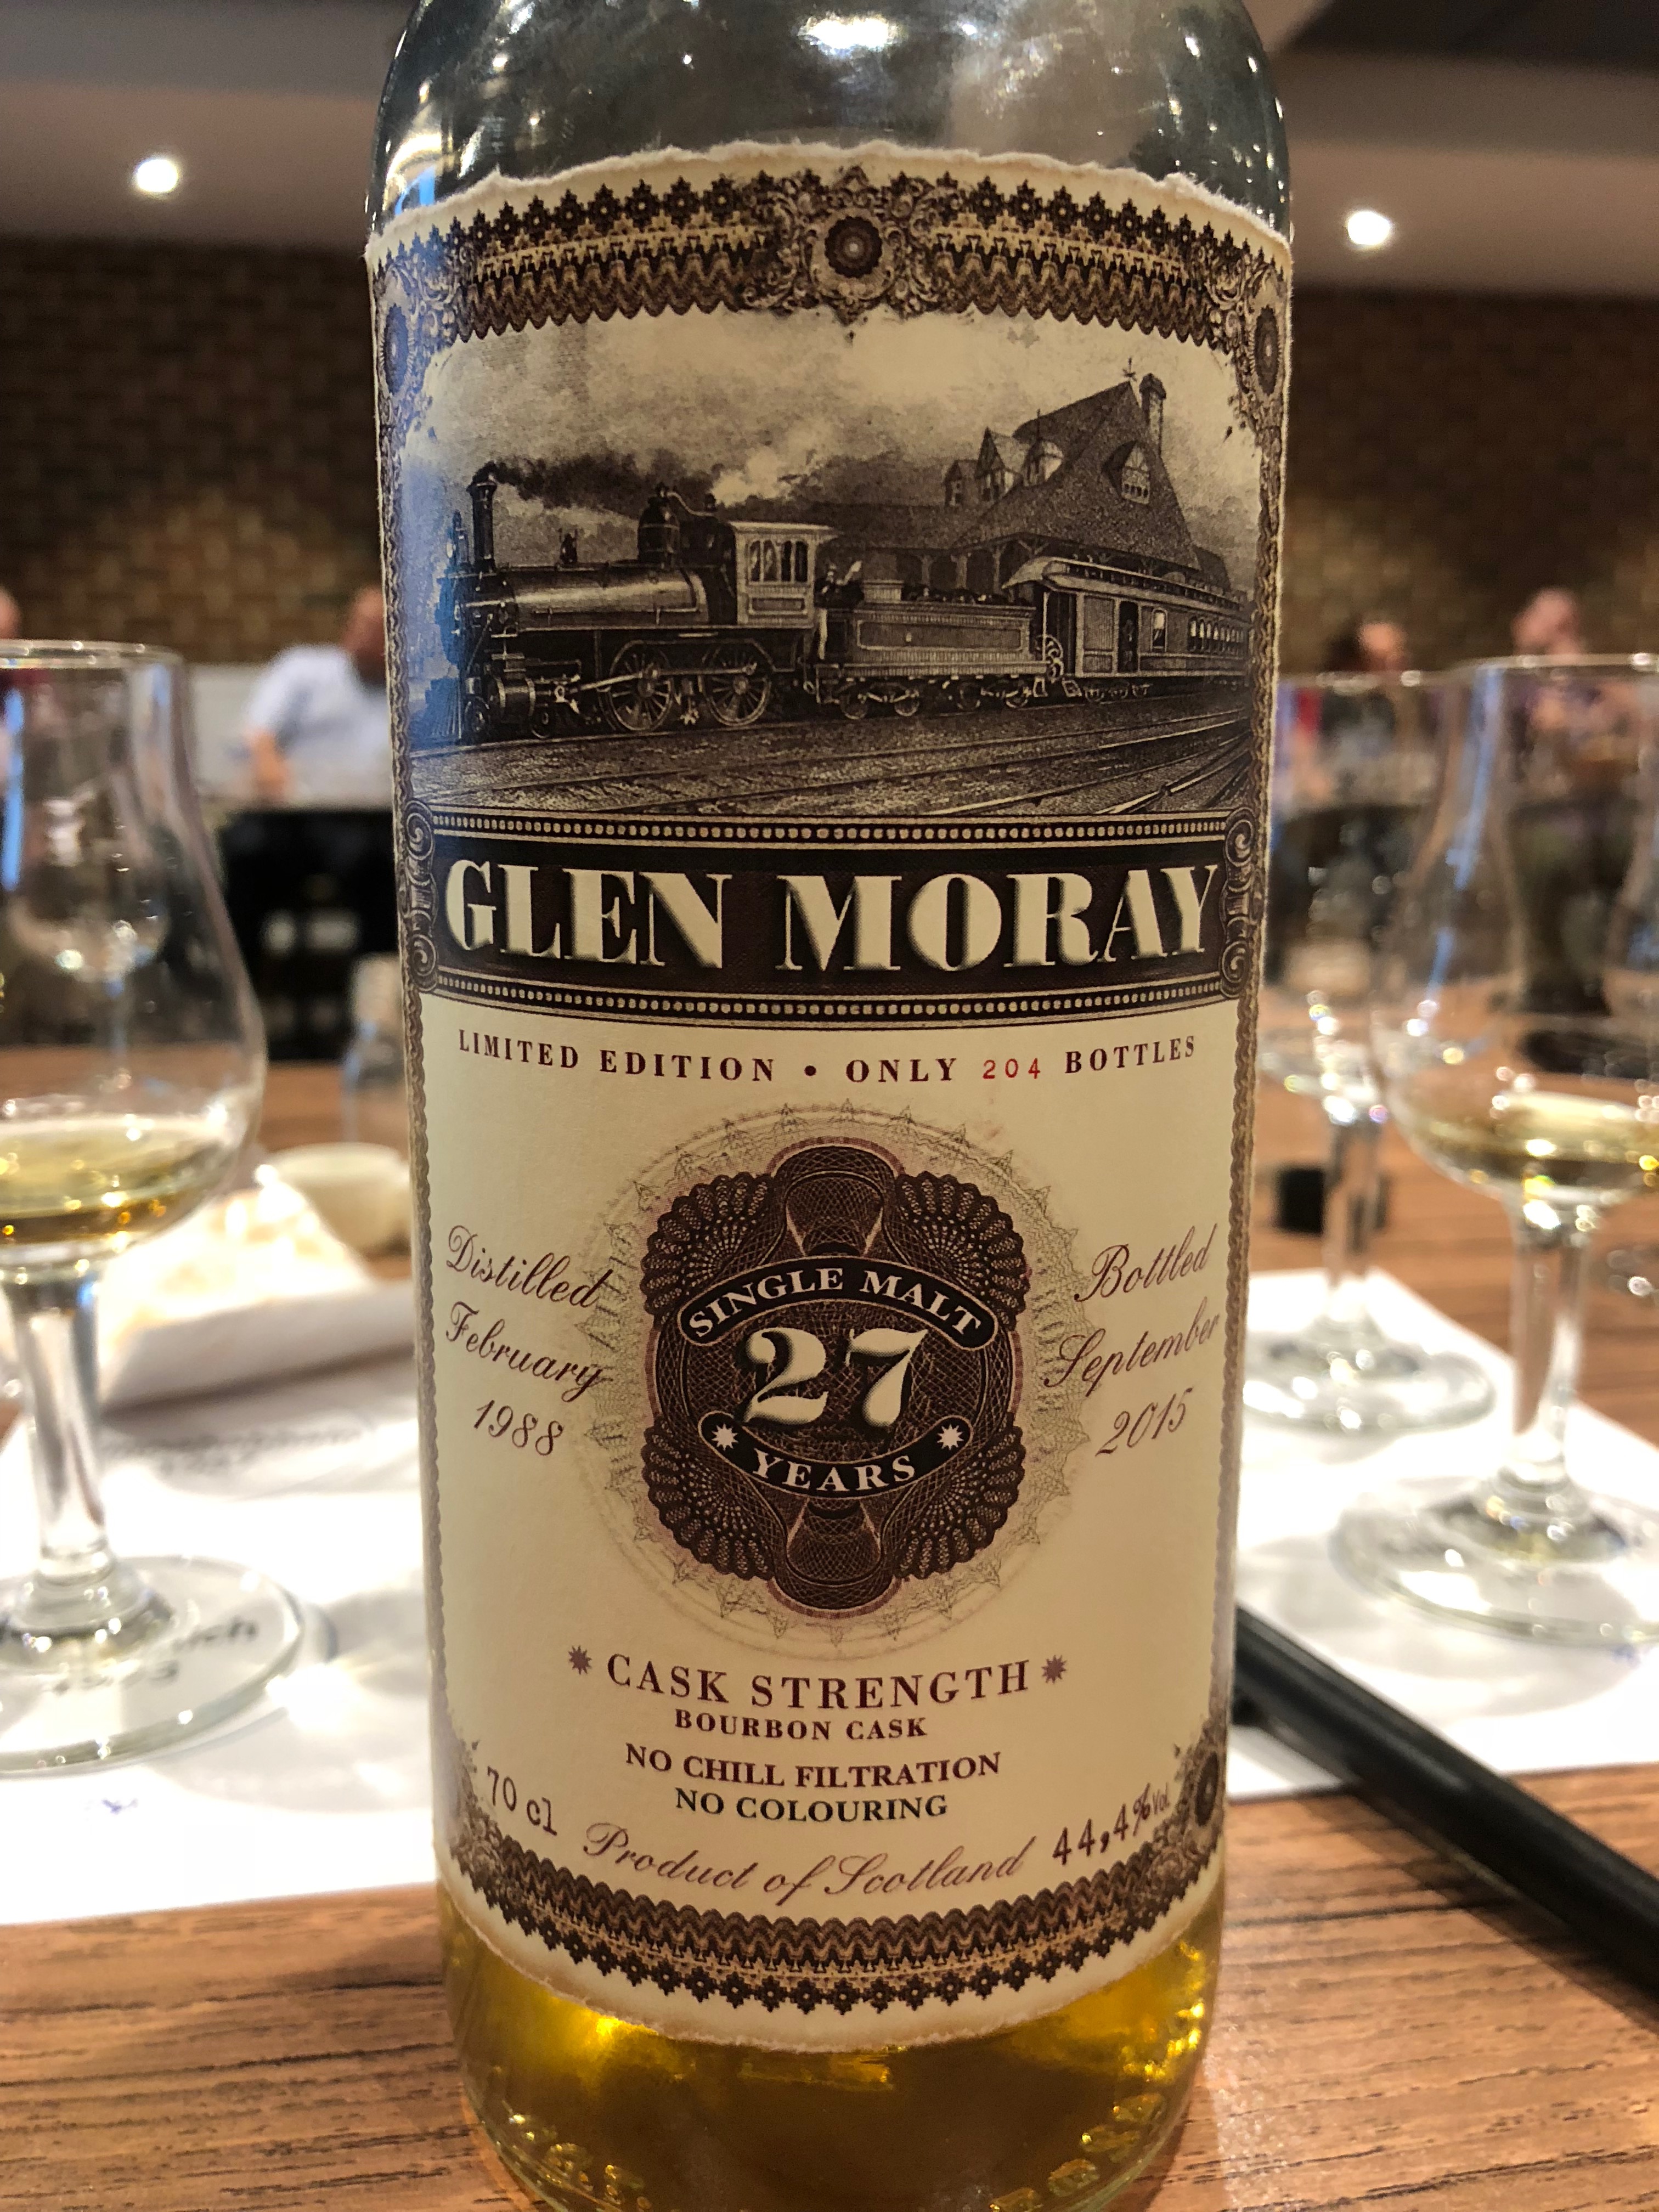 GLEN MORAY
LIMITED EDITION • ONLY 204 BOTTLES
Distilled
February
1988
SINGLE MALT
27
YEARS
Bottled
September
2015
CASK STRENGTH
BOURBON CASK
NO CHILL FILTRATION
NO COLOURING
70 cl
Product of Scotland
44,4% Vol.